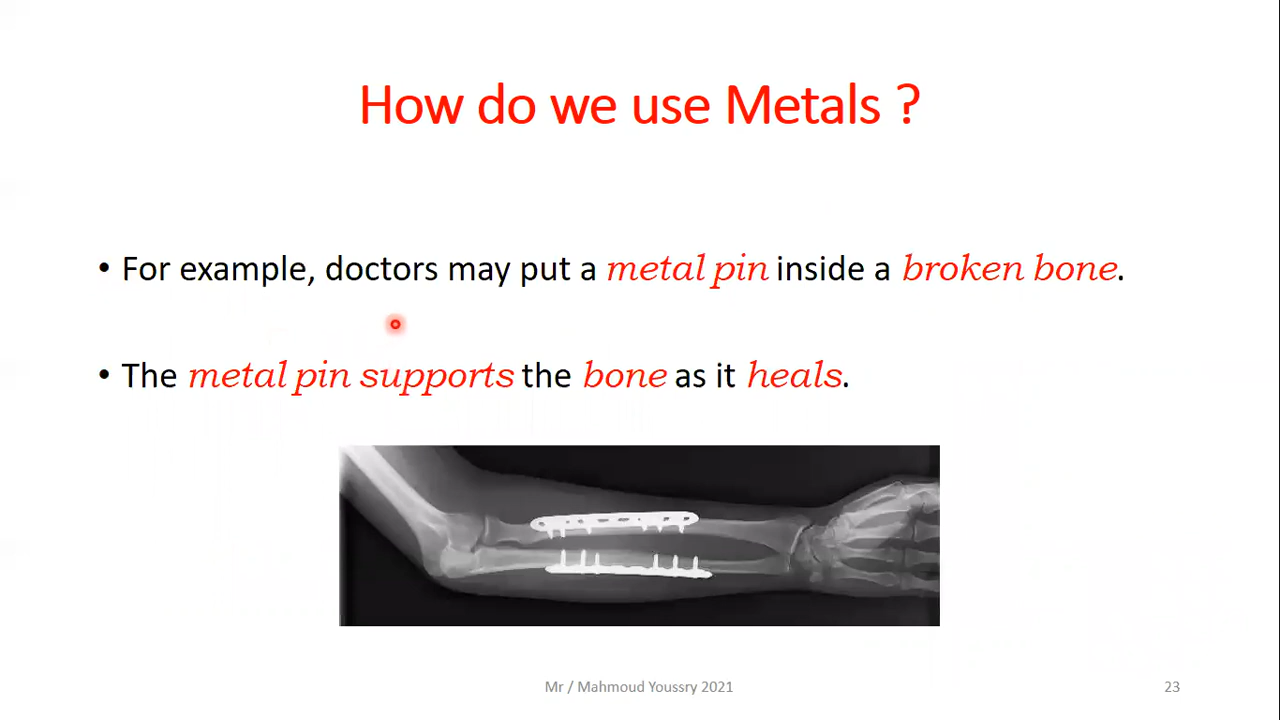 How do we use Metals ?
• For example, doctors may put a metal pin inside a broken bone.
• The metal pin supports the bone as it heals.
Mr / Mahmoud Youssry 2021
23